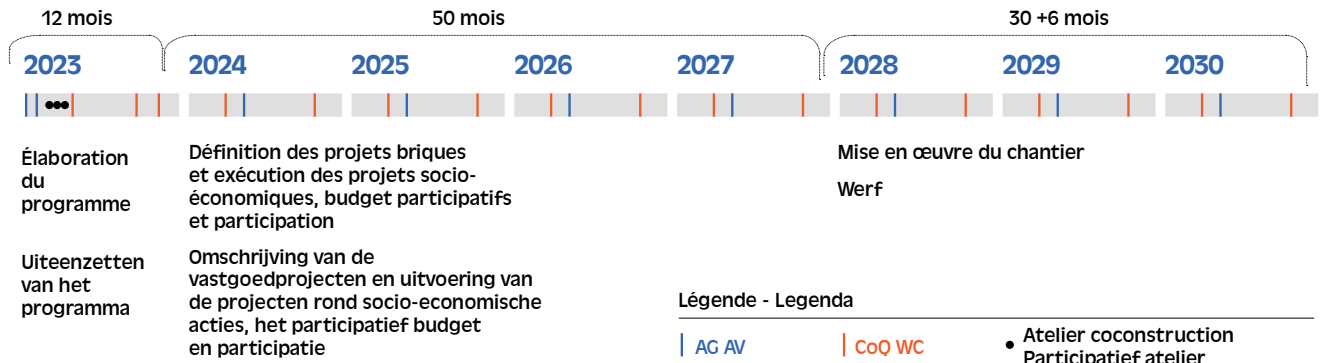 12 mois
50 mois
30 +6 mois
2023
2024
2025
2026
2027
2028
2029
2030
Élaboration
du
programme
Uiteenzetten
van het
programma
Définition des projets briques
et exécution des projets socio-
économiques, budget participatifs
et participation
Omschrijving van de
vastgoedprojecten en uitvoering van
de projecten rond socio-economische
acties, het participatief budget
en participatie
Mise en œuvre du chantier
Werf
Légende - Legenda
AG AV
CoQ WC
Atelier coconstruction
Participatief atelier